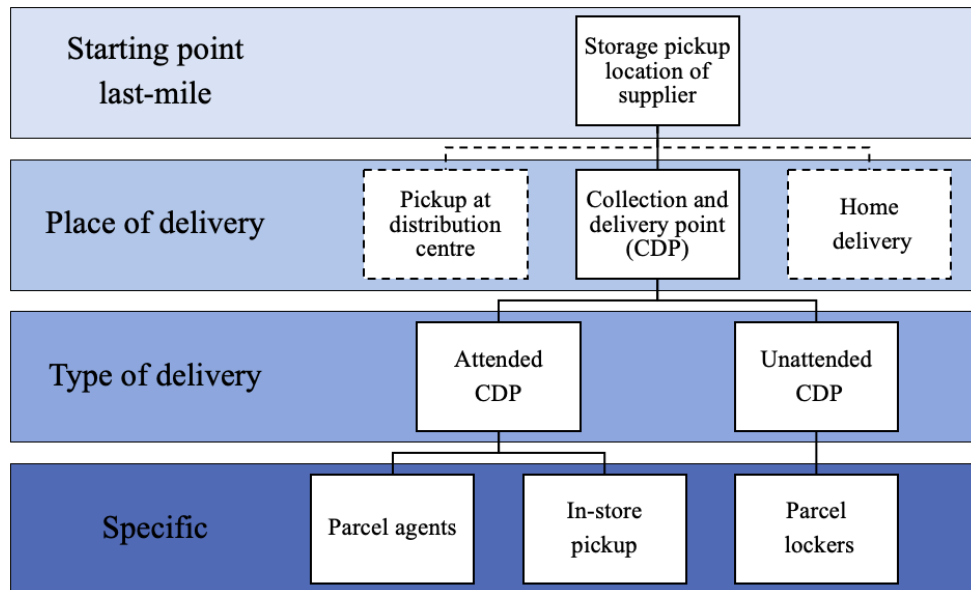 Starting point
last-mile
Storage pickup
location of
supplier
Place of delivery
Pickup at
distribution
centre
Collection and
delivery point
(CDP)
Home
delivery
Type of delivery
Attended
CDP
Unattended
CDP
Specific
Parcel agents
In-store
pickup
Parcel
lockers